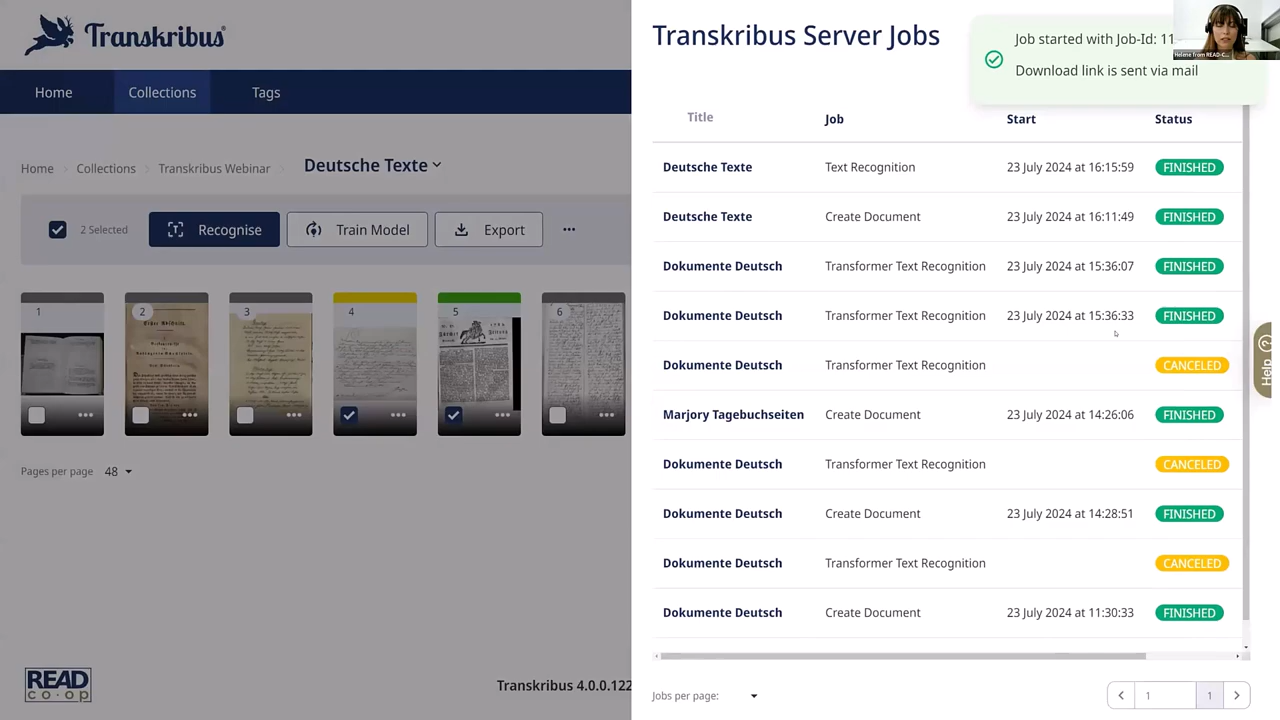 Transkribus
Home
Collections
Tags
Home
Collections
Transkribus Webinar
Deutsche Texte
2 Selected
Recognise
Train Model
Export
1
2
3
4
5
6
Pages per page
48
READ
co·op
Transkribus 4.0.0.122
Transkribus Server Jobs
Job started with Job-Id: 11
Download link is sent via mail
Helene from READ-C...
Title Job Start Status
Deutsche Texte Text Recognition 23 July 2024 at 16:15:59 FINISHED
Deutsche Texte Create Document 23 July 2024 at 16:11:49 FINISHED
Dokumente Deutsch Transformer Text Recognition 23 July 2024 at 15:36:07 FINISHED
Dokumente Deutsch Transformer Text Recognition 23 July 2024 at 15:36:33 FINISHED
Dokumente Deutsch Transformer Text Recognition CANCELED
Marjory Tagebuchseiten Create Document 23 July 2024 at 14:26:06 FINISHED
Dokumente Deutsch Transformer Text Recognition CANCELED
Dokumente Deutsch Create Document 23 July 2024 at 14:28:51 FINISHED
Dokumente Deutsch Transformer Text Recognition CANCELED
Dokumente Deutsch Create Document 23 July 2024 at 11:30:33 FINISHED
Jobs per page:
1
1
Help